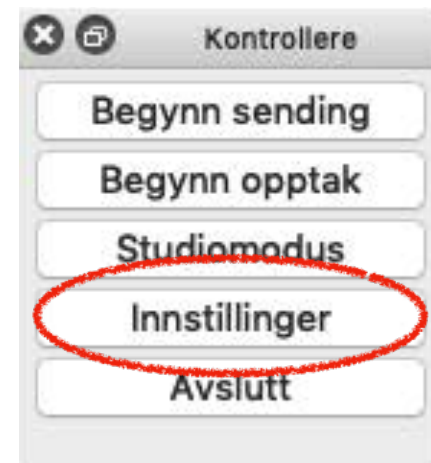 Kontrollere
Begynn sending
Begynn opptak
Studiomodus
Innstillinger
Avslutt